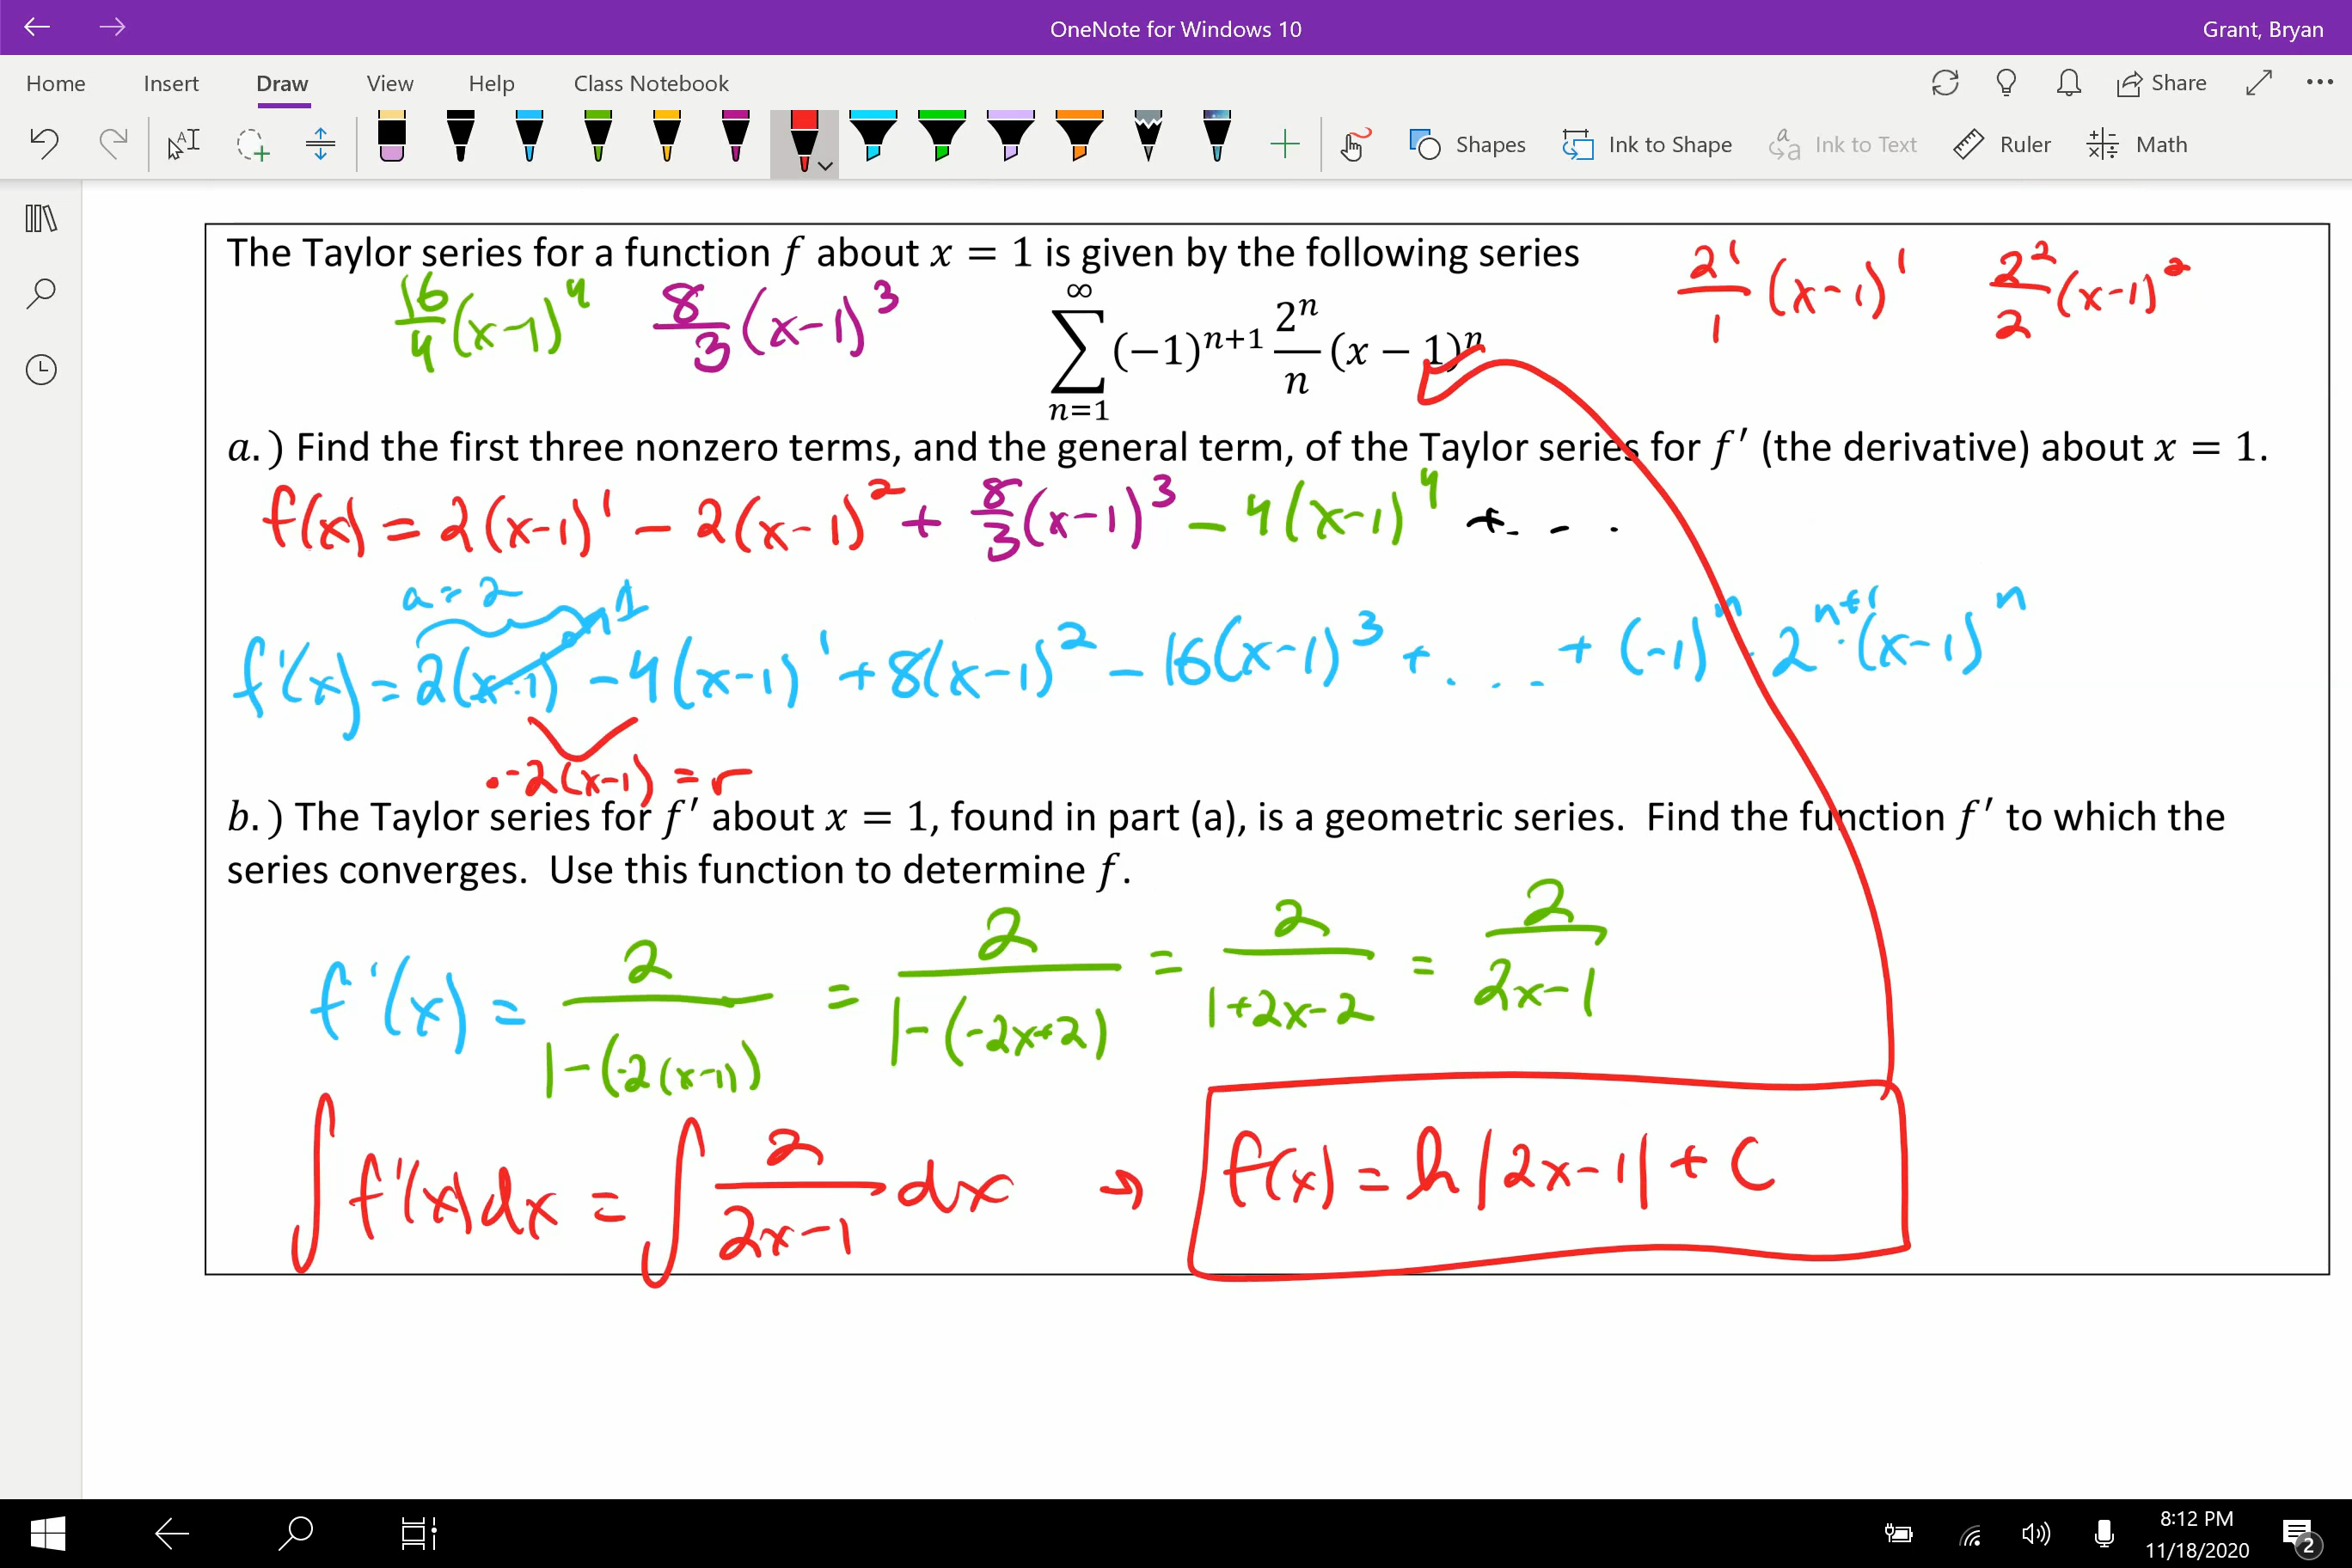 OneNote for Windows 10
Grant, Bryan
Home Insert Draw View Help Class Notebook
Share
Shapes Ink to Shape Ink to Text Ruler Math
The Taylor series for a function f about x = 1 is given by the following series
16/4 (x-1)^4 8/3 (x-1)^3 ∑_{n=1}^{∞} (−1)^{n+1} 2^n/n (x − 1)^n 2^1/1 (x-1)^1 2^2/2 (x-1)^2
a.) Find the first three nonzero terms, and the general term, of the Taylor series for f′ (the derivative) about x = 1.
f(x) = 2(x-1)^1 - 2(x-1)^2 + 8/3 (x-1)^3 - 4(x-1)^4 + . . .
a = 2 1
f'(x) = 2(x-1) - 4(x-1)^1 + 8(x-1)^2 - 16(x-1)^3 + . . . . + (-1)^n · 2^{n+1} · (x-1)^n
· -2(x-1) = r
b.) The Taylor series for f′ about x = 1, found in part (a), is a geometric series. Find the function f′ to which the
series converges. Use this function to determine f.
f'(x) = 2/(1-(-2(x-1)) = 2/(1-(-2x+2)) = 2/(1+2x-2) = 2/(2x-1)
∫ f'(x) dx = ∫ 2/(2x-1) dx → f(x) = ln |2x-1| + C
8:12 PM
11/18/2020
2